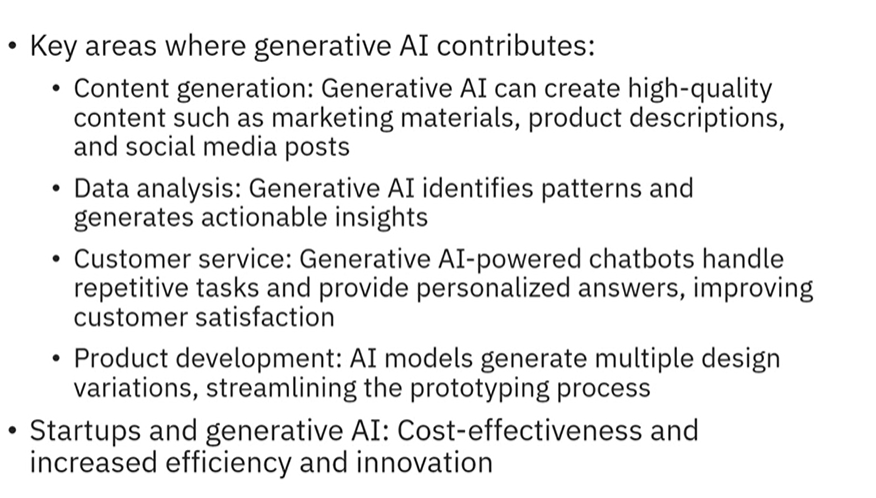 • Key areas where generative AI contributes:
• Content generation: Generative AI can create high-quality
content such as marketing materials, product descriptions,
and social media posts
• Data analysis: Generative AI identifies patterns and
generates actionable insights
• Customer service: Generative AI-powered chatbots handle
repetitive tasks and provide personalized answers, improving
customer satisfaction
• Product development: AI models generate multiple design
variations, streamlining the prototyping process
• Startups and generative AI: Cost-effectiveness and
increased efficiency and innovation